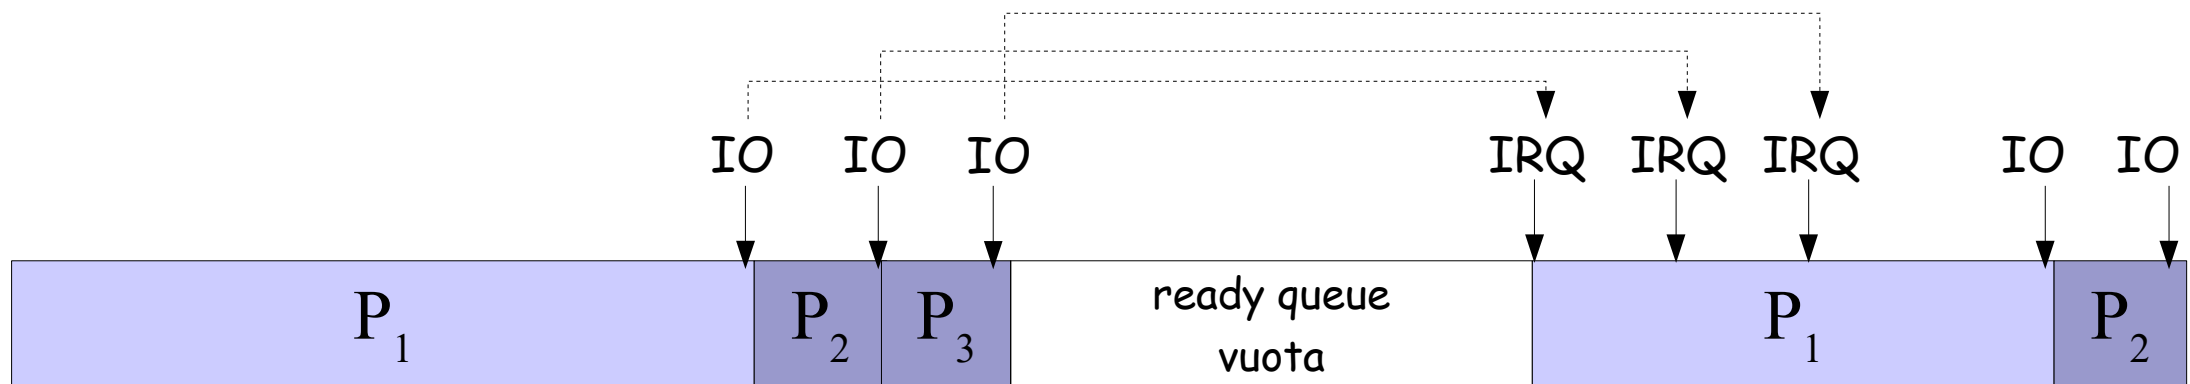 IO IO IO IRQ IRQ IRQ IO IO
P1 P2 P3 ready queue P1 P2
vuota